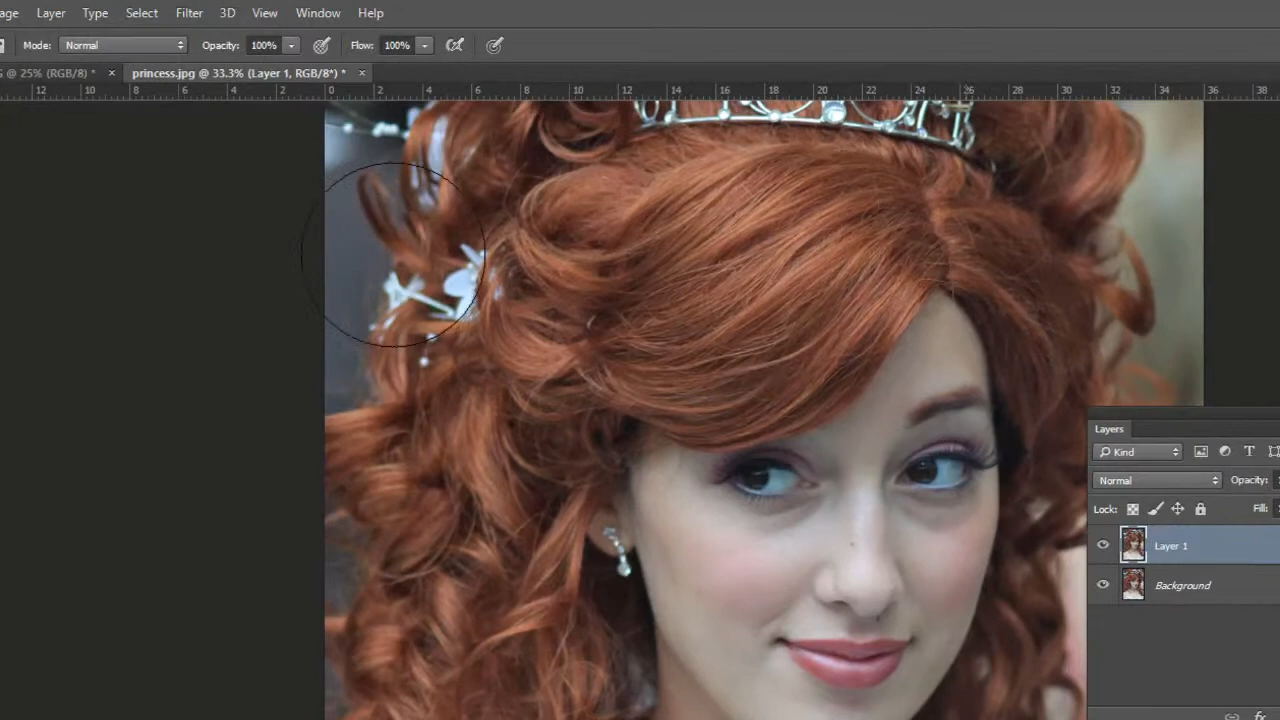 age Layer Type Select Filter 3D View Window Help
Mode: Normal Opacity: 100% Flow: 100%
@ 25% (RGB/8) * × princess.jpg @ 33.3% (Layer 1, RGB/8*) * ×
12 10 8 6 4 2 0 2 4 6 8 10 12 14 16 18 20 22 24 26 28 30 32 34 36 38
Layers
Kind T
Normal Opacity:
Lock: Fill:
Layer 1
Background
fx